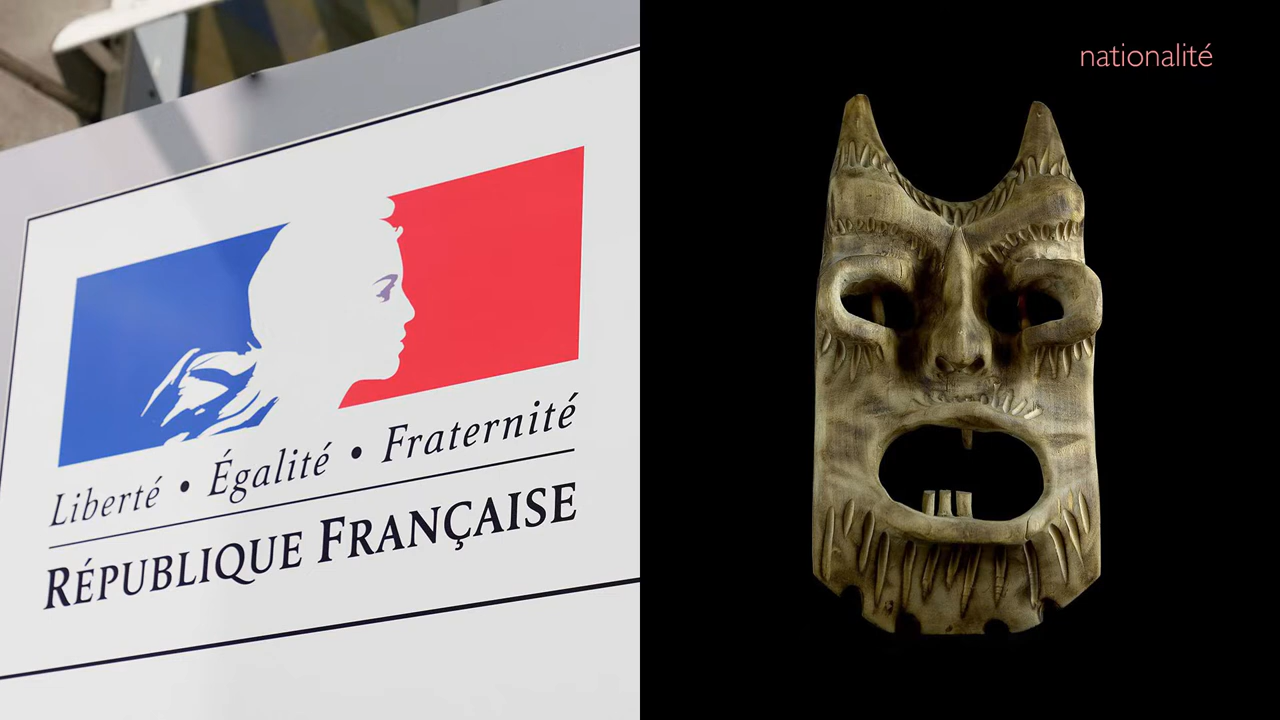 Liberté • Égalité • Fraternité
RÉPUBLIQUE FRANÇAISE
nationalité